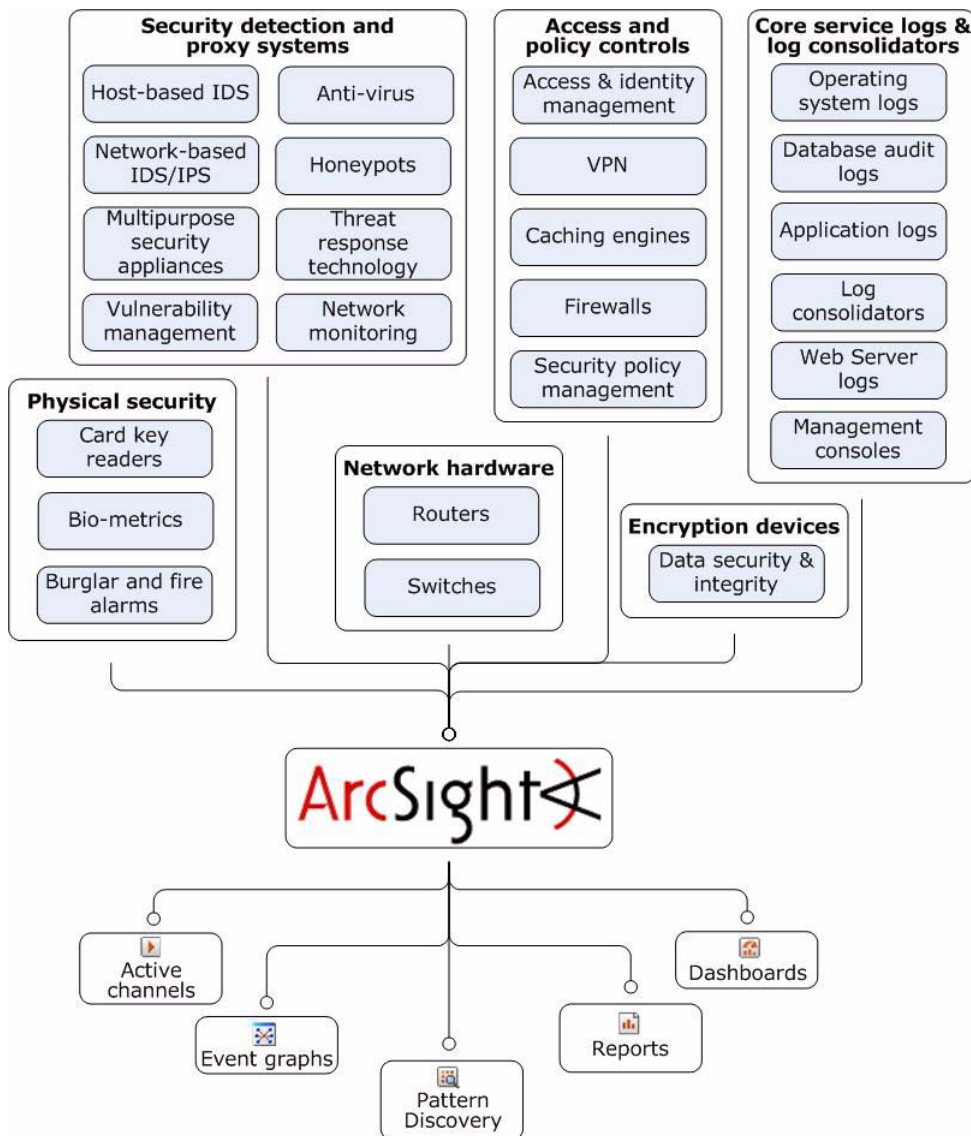 Security detection and
proxy systems
Host-based IDS
Anti-virus
Network-based
IDS/IPS
Honeypots
Multipurpose
security
appliances
Threat
response
technology
Vulnerability
management
Network
monitoring
Access and
policy controls
Access & identity
management
VPN
Caching engines
Firewalls
Security policy
management
Core service logs &
log consolidators
Operating
system logs
Database audit
logs
Application logs
Log
consolidators
Web Server
logs
Management
consoles
Physical security
Card key
readers
Bio-metrics
Burglar and fire
alarms
Network hardware
Routers
Switches
Encryption devices
Data security &
integrity
ArcSight
Active
channels
Event graphs
Pattern
Discovery
Reports
Dashboards